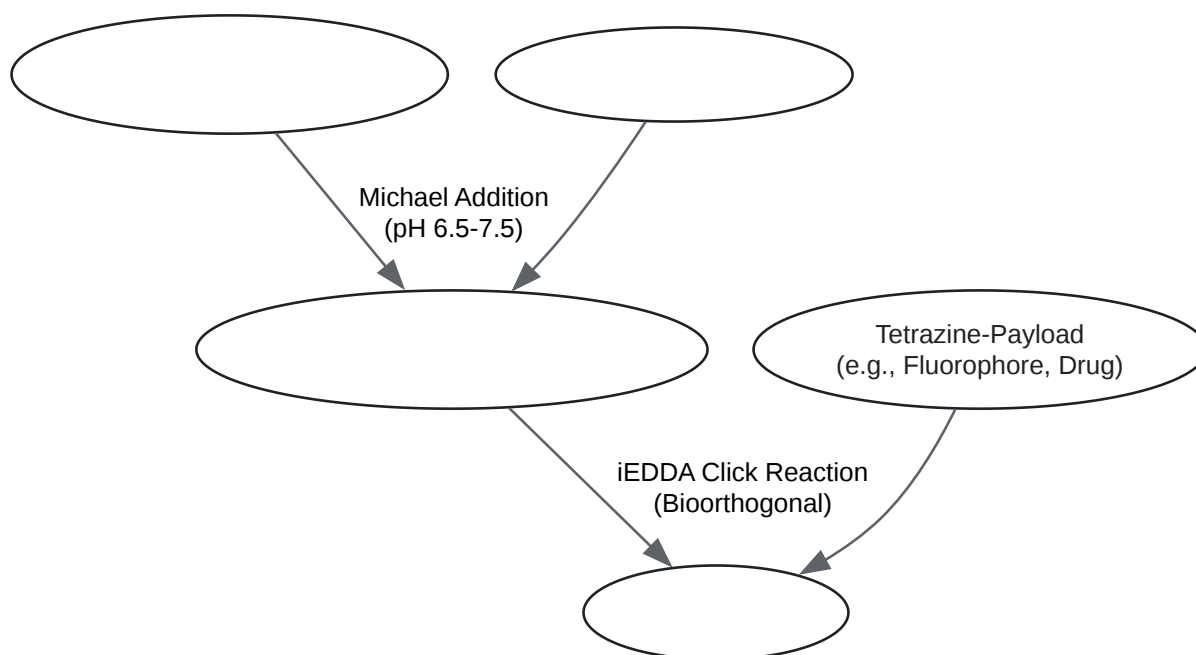 Michael Addition
(pH 6.5-7.5)
Tetrazine-Payload
(e.g., Fluorophore, Drug)
iEDDA Click Reaction
(Bioorthogonal)